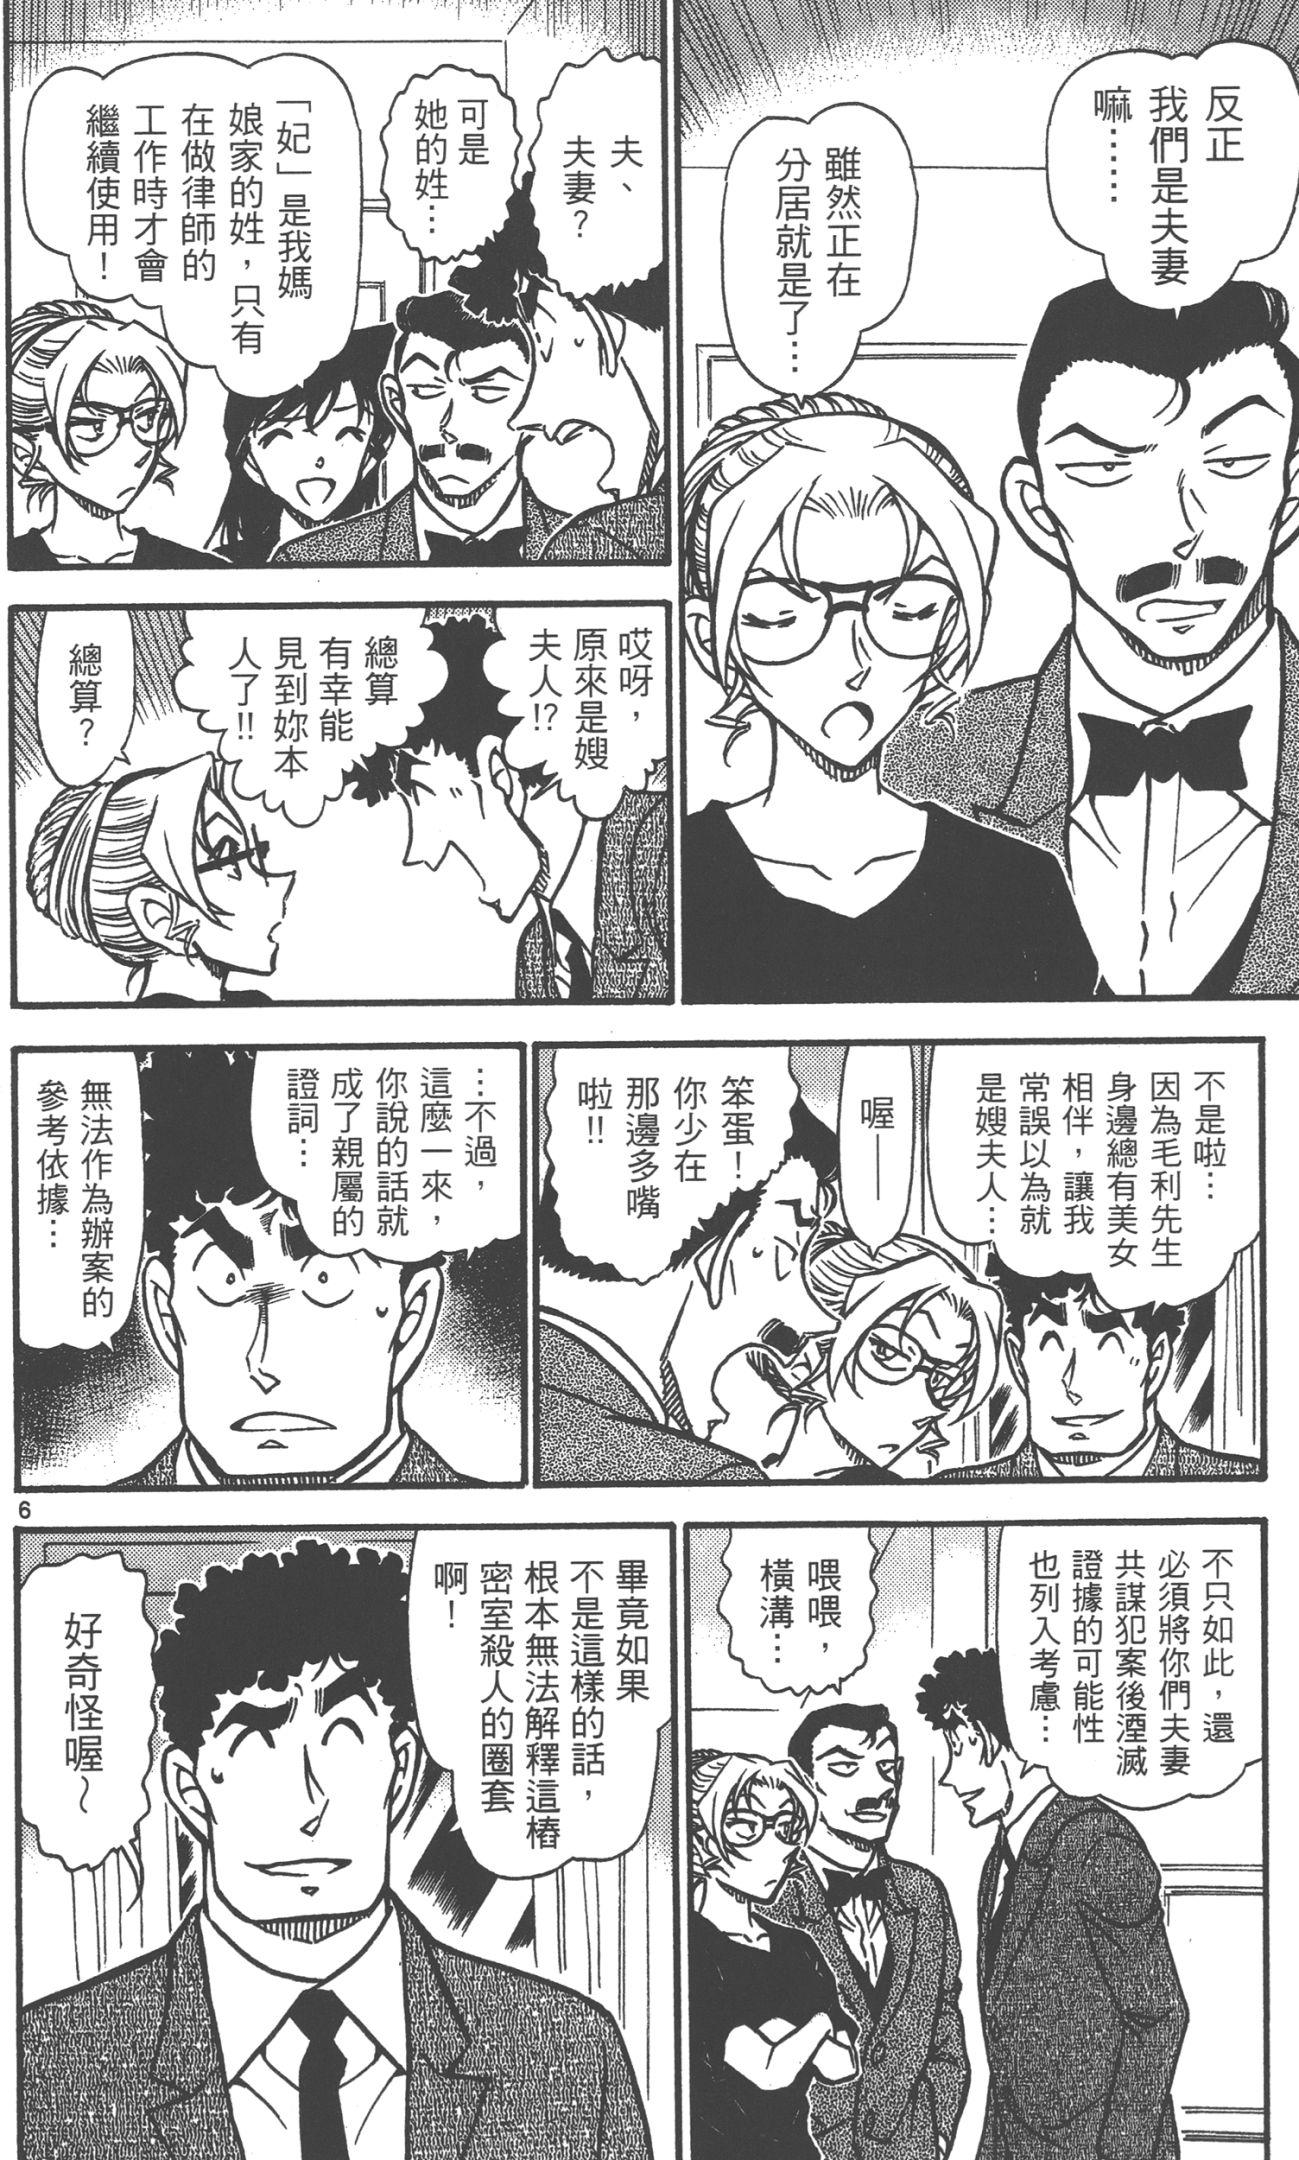 反正
我們是夫妻
嘛……
雖然正在
分居就是了…
夫、
夫妻？
可是
她的姓…
「妃」是我媽
娘家的姓，只有
在做律師的
工作時才會
繼續使用！
哎呀，
原來是嫂
夫人!?
總算
有幸能
見到妳本
人了!!
總算？
不是啦…
因為毛利先生
身邊總有美女
相伴，讓我
常誤以為就
是嫂夫人…
喔——
笨蛋！
你少在
那邊多嘴
啦!!
…不過，
這麼一來，
你說的話就
成了親屬的
證詞…
無法作為辦案的
參考依據…
不只如此，還
必須將你們夫妻
共謀犯案後湮滅
證據的可能性
也列入考慮…
喂喂，
橫溝…
畢竟如果
不是這樣的話，
根本無法解釋這樁
密室殺人的圈套
啊！
好奇怪喔～
6